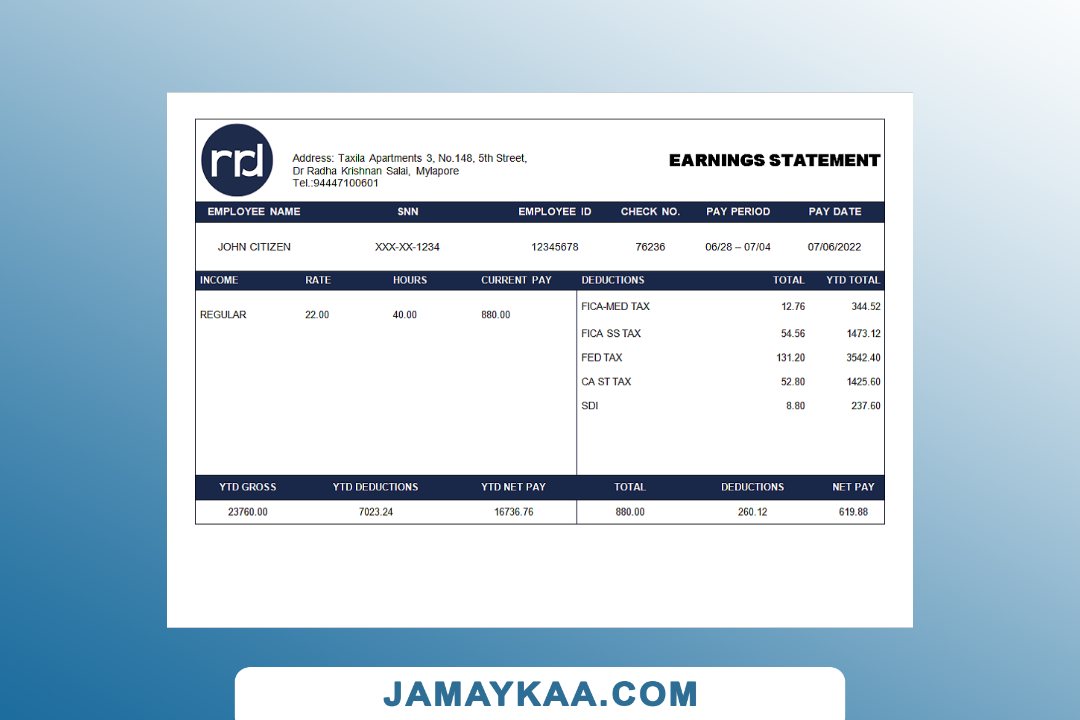 rrd
Address: Taxila Apartments 3, No.148, 5th Street,
Dr Radha Krishnan Salai, Mylapore
Tel.:94447100601
EARNINGS STATEMENT
EMPLOYEE NAME SNN EMPLOYEE ID CHECK NO. PAY PERIOD PAY DATE
JOHN CITIZEN XXX-XX-1234 12345678 76236 06/28 – 07/04 07/06/2022
INCOME RATE HOURS CURRENT PAY DEDUCTIONS TOTAL YTD TOTAL
REGULAR 22.00 40.00 880.00
FICA-MED TAX 12.76 344.52
FICA SS TAX 54.56 1473.12
FED TAX 131.20 3542.40
CA ST TAX 52.80 1425.60
SDI 8.80 237.60
YTD GROSS YTD DEDUCTIONS YTD NET PAY TOTAL DEDUCTIONS NET PAY
23760.00 7023.24 16736.76 880.00 260.12 619.88
JAMAYKAA.COM